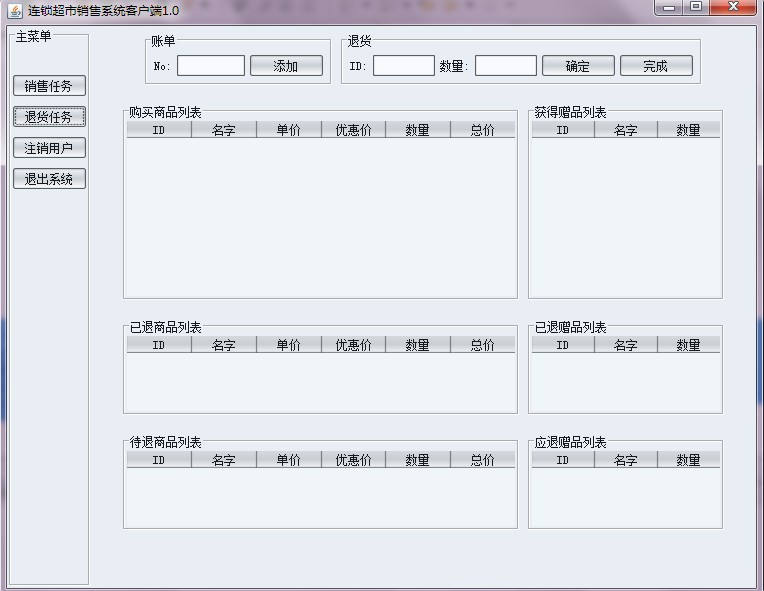 连锁超市销售系统客户端1.0
主菜单
销售任务
退货任务
注销用户
退出系统
账单
No: 添加
退货
ID: 数量: 确定 完成
购买商品列表
ID 名字 单价 优惠价 数量 总价
获得赠品列表
ID 名字 数量
已退商品列表
ID 名字 单价 优惠价 数量 总价
已退赠品列表
ID 名字 数量
待退商品列表
ID 名字 单价 优惠价 数量 总价
应退赠品列表
ID 名字 数量